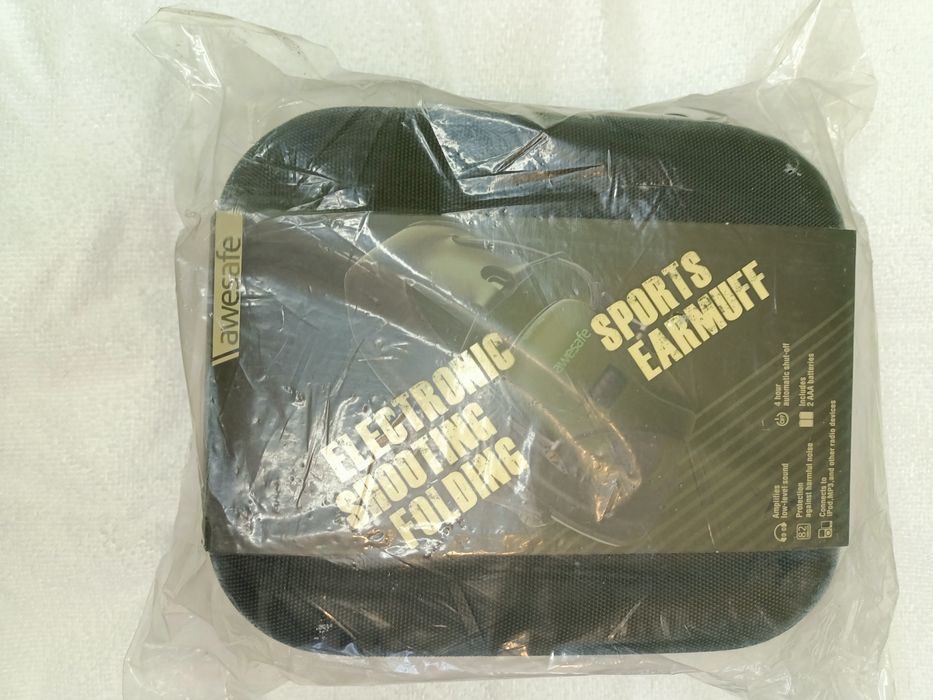 awesafe
ELECTRONIC
SHOOTING
FOLDING
awesafe
SPORTS
EARMUFF
Amplifies
low-level sound
4 hour
automatic shut-off
82
Protection
against harmful noise
Includes
2 AAA batteries
Connects to
iPod,MP3,and other radio devices